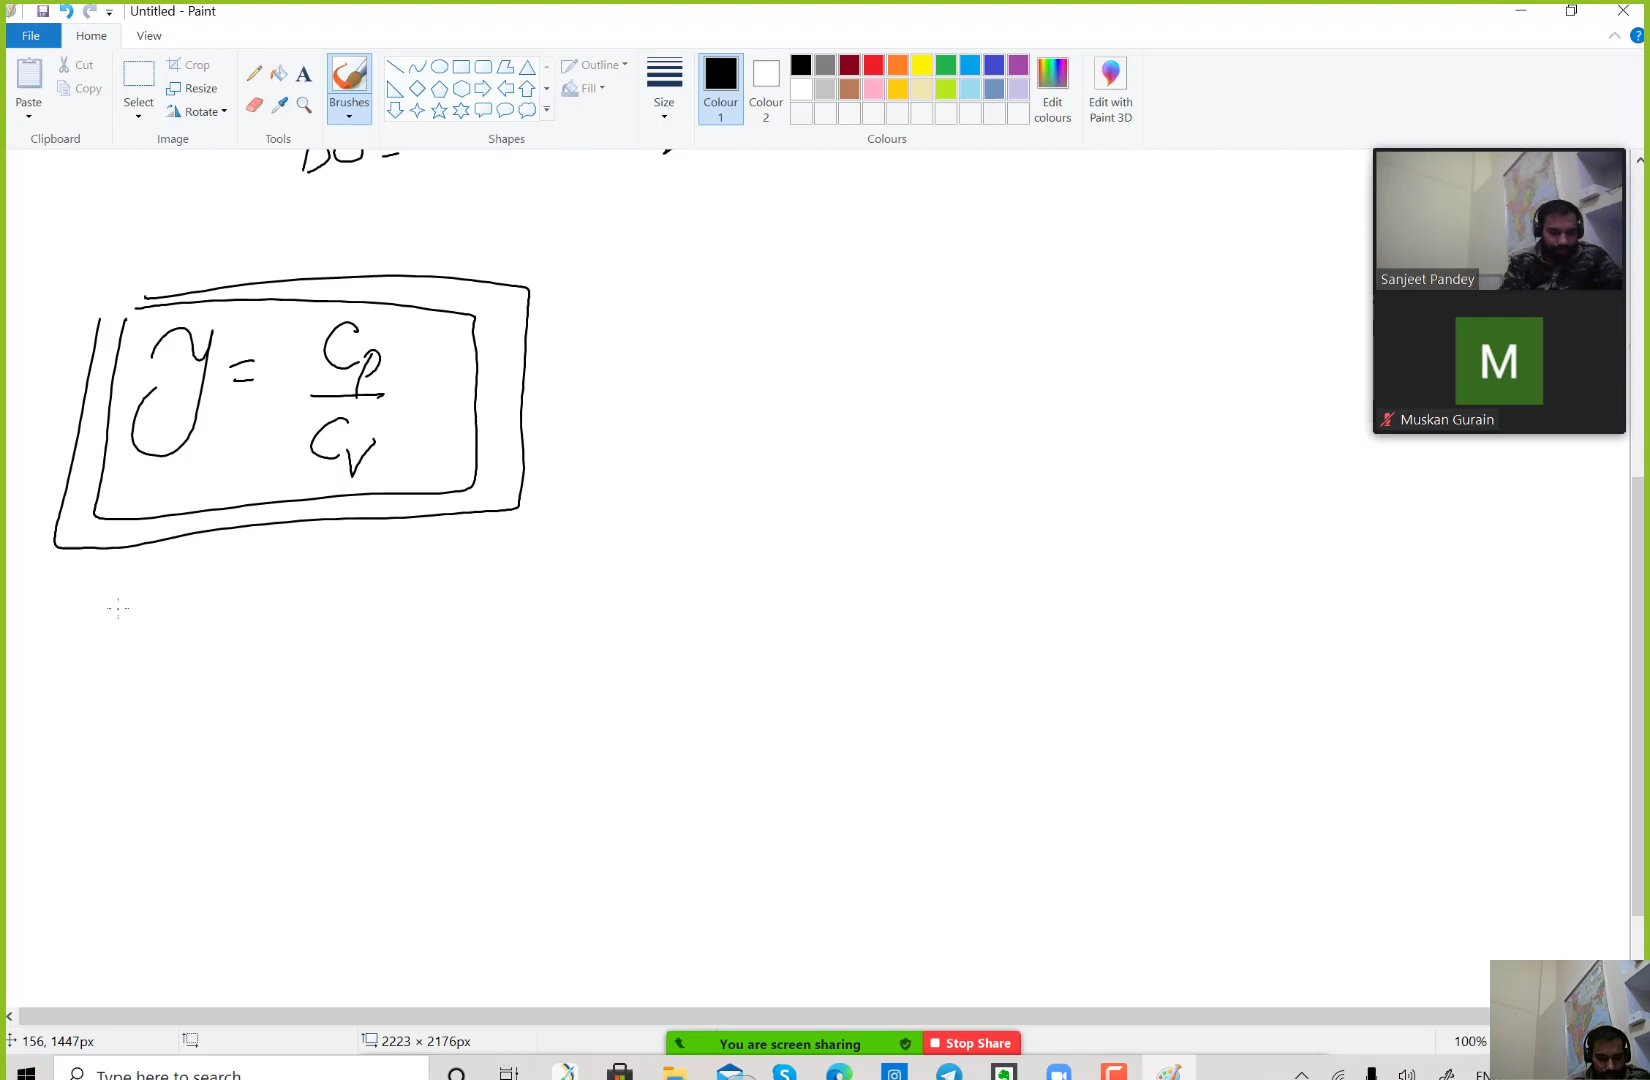 Untitled - Paint
File Home View
Paste
Cut
Copy
Clipboard
Select
Crop
Resize
Rotate
Image
A
Tools
Brushes
Shapes
Outline
Fill
Size
Colour 1
Colour 2
Edit colours
Colours
Edit with Paint 3D
γ = Cp
Cv
Sanjeet Pandey
M
Muskan Gurain
156, 1447px
2223 × 2176px
You are screen sharing
Stop Share
100%
Type here to search